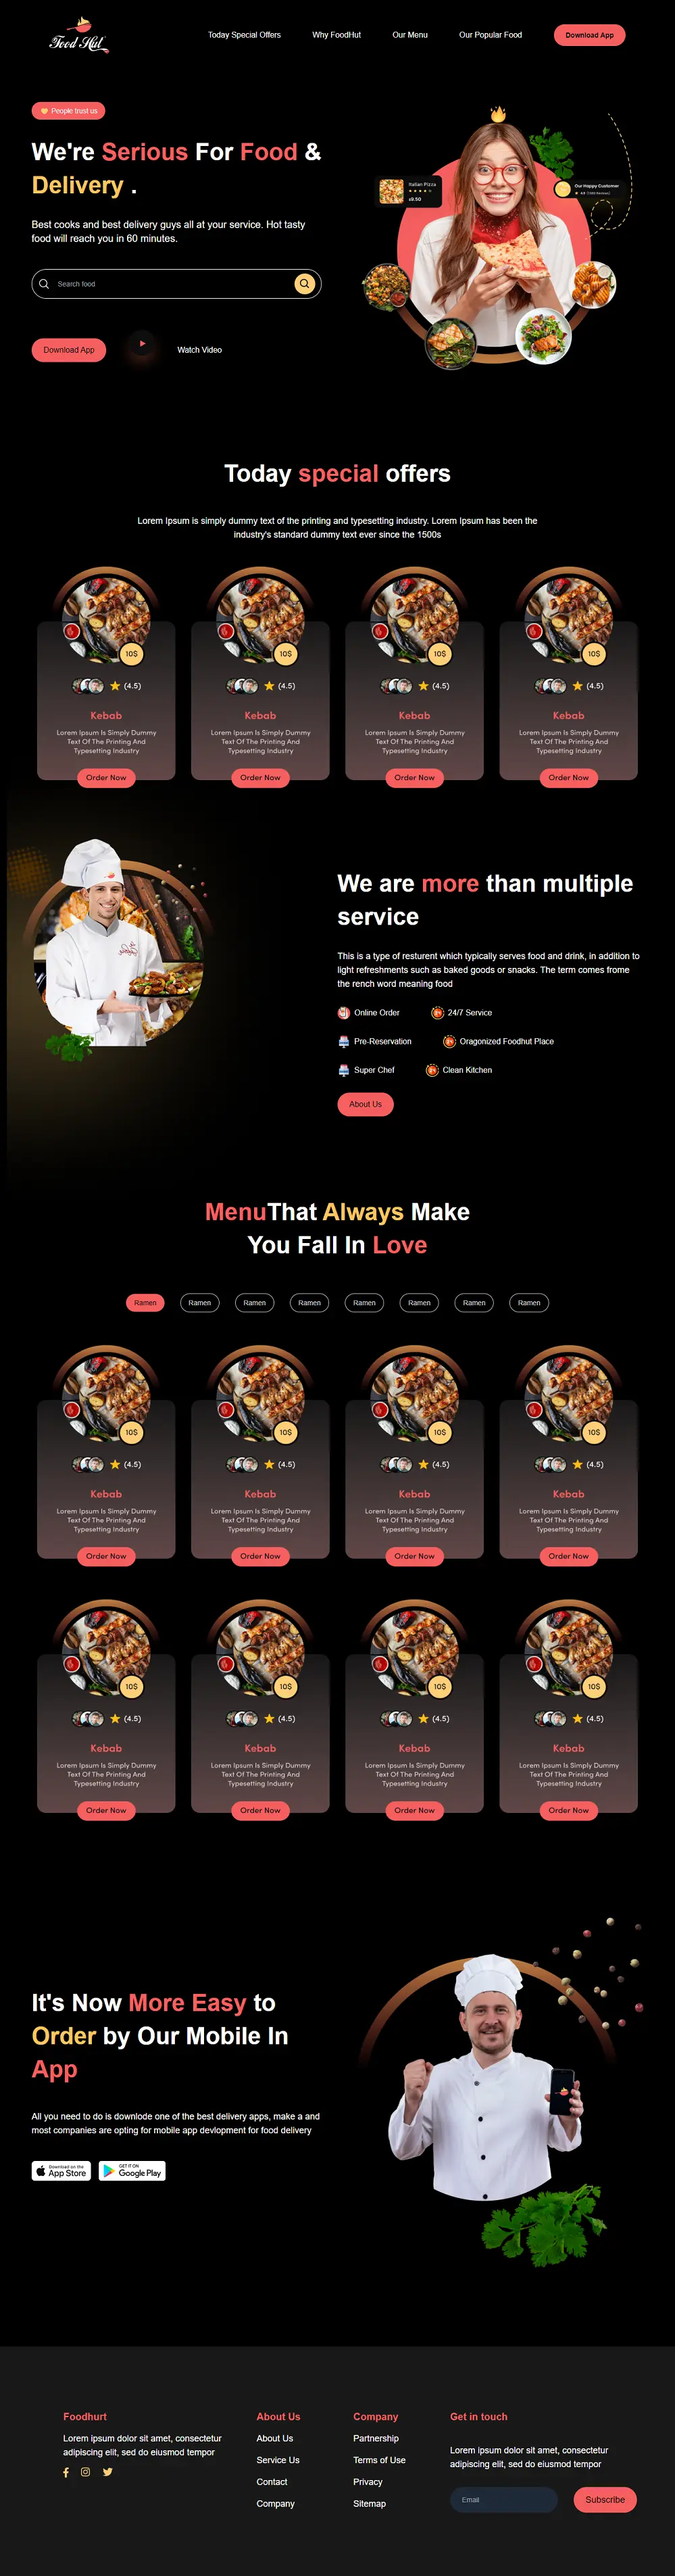 Food Hut
Today Special Offers
Why FoodHut
Our Menu
Our Popular Food
Download App
People trust us
We're Serious For Food &
Delivery .
Best cooks and best delivery guys all at your service. Hot tasty
food will reach you in 60 minutes.
Search food
Download App
Watch Video
Italian Pizza
Our Happy Customer
Today special offers
Lorem Ipsum is simply dummy text of the printing and typesetting industry. Lorem Ipsum has been the
industry's standard dummy text ever since the 1500s
10$
10$
10$
10$
(4.5)
(4.5)
(4.5)
(4.5)
Kebab
Kebab
Kebab
Kebab
Lorem Ipsum Is Simply Dummy
Text Of The Printing And
Typesetting Industry
Lorem Ipsum Is Simply Dummy
Text Of The Printing And
Typesetting Industry
Lorem Ipsum Is Simply Dummy
Text Of The Printing And
Typesetting Industry
Lorem Ipsum Is Simply Dummy
Text Of The Printing And
Typesetting Industry
Order Now
Order Now
Order Now
Order Now
We are more than multiple
service
This is a type of resturent which typically serves food and drink, in addition to
light refreshments such as baked goods or snacks. The term comes frome
the rench word meaning food
Online Order
24/7 Service
Pre-Reservation
Oragonized Foodhut Place
Super Chef
Clean Kitchen
About Us
MenuThat Always Make
You Fall In Love
Ramen
Ramen
Ramen
Ramen
Ramen
Ramen
Ramen
Ramen
10$
10$
10$
10$
(4.5)
(4.5)
(4.5)
(4.5)
Kebab
Kebab
Kebab
Kebab
Lorem Ipsum Is Simply Dummy
Text Of The Printing And
Typesetting Industry
Lorem Ipsum Is Simply Dummy
Text Of The Printing And
Typesetting Industry
Lorem Ipsum Is Simply Dummy
Text Of The Printing And
Typesetting Industry
Lorem Ipsum Is Simply Dummy
Text Of The Printing And
Typesetting Industry
Order Now
Order Now
Order Now
Order Now
10$
10$
10$
10$
(4.5)
(4.5)
(4.5)
(4.5)
Kebab
Kebab
Kebab
Kebab
Lorem Ipsum Is Simply Dummy
Text Of The Printing And
Typesetting Industry
Lorem Ipsum Is Simply Dummy
Text Of The Printing And
Typesetting Industry
Lorem Ipsum Is Simply Dummy
Text Of The Printing And
Typesetting Industry
Lorem Ipsum Is Simply Dummy
Text Of The Printing And
Typesetting Industry
Order Now
Order Now
Order Now
Order Now
It's Now More Easy to
Order by Our Mobile In
App
All you need to do is downlode one of the best delivery apps, make a and
most companies are opting for mobile app devlopment for food delivery
Download on the
App Store
GET IT ON
Google Play
Foodhurt
Lorem ipsum dolor sit amet, consectetur
adipiscing elit, sed do eiusmod tempor
About Us
About Us
Service Us
Contact
Company
Company
Partnership
Terms of Use
Privacy
Sitemap
Get in touch
Lorem ipsum dolor sit amet, consectetur
adipiscing elit, sed do eiusmod tempor
Email
Subscribe